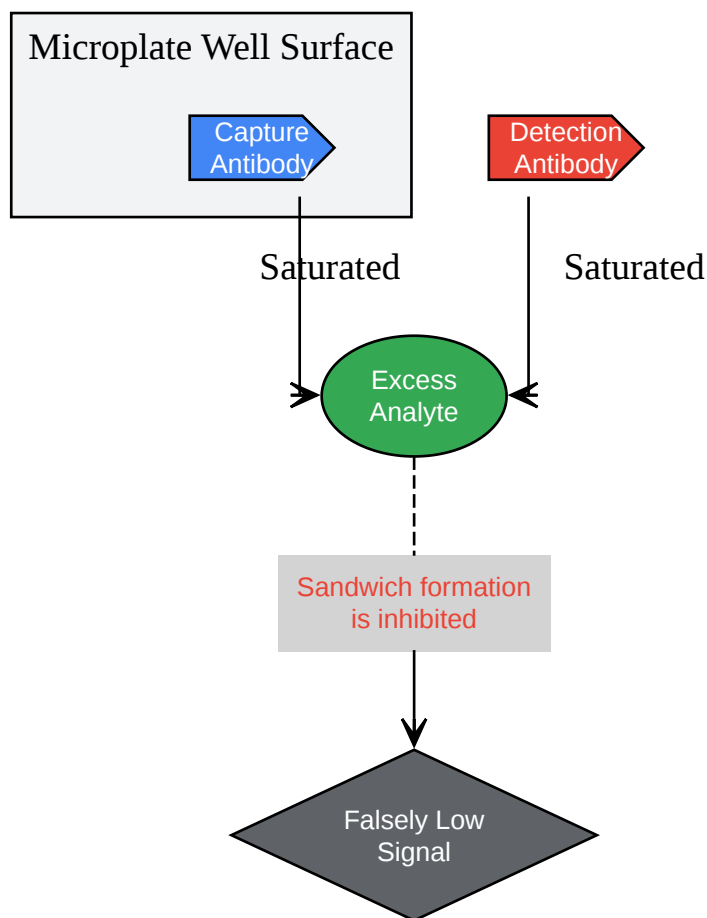 Microplate Well Surface
Capture
Antibody
Detection
Antibody
Saturated
Saturated
Excess
Analyte
Sandwich formation
is inhibited
Falsely Low
Signal